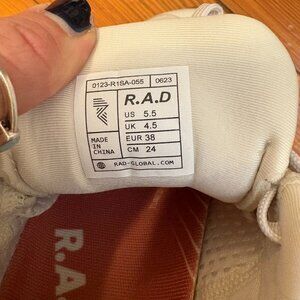 0123-R1SA-055 0623
R.A.D
US 5.5
UK 4.5
MADE IN CHINA
EUR 38
CM 24
RAD-GLOBAL.COM
R.A.